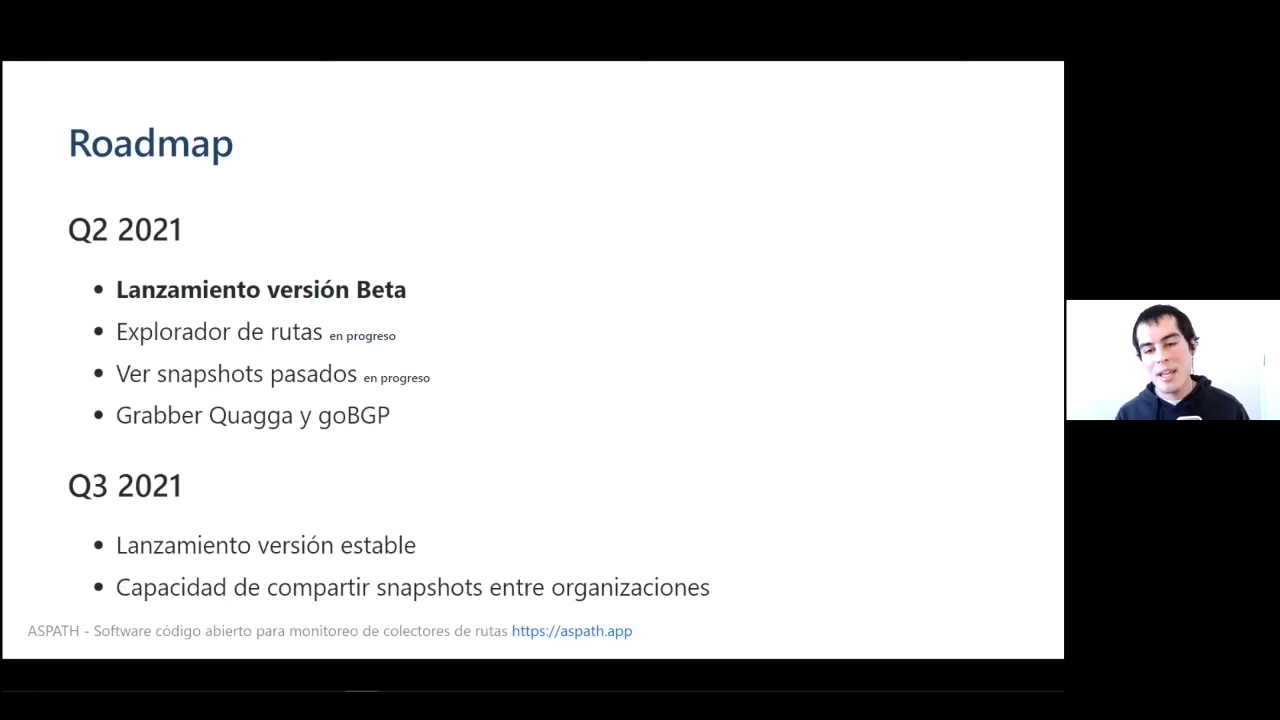 Roadmap
Q2 2021
Lanzamiento versión Beta
Explorador de rutas en progreso
Ver snapshots pasados en progreso
Grabber Quagga y goBGP
Q3 2021
Lanzamiento versión estable
Capacidad de compartir snapshots entre organizaciones
ASPATH - Software código abierto para monitoreo de colectores de rutas https://aspath.app